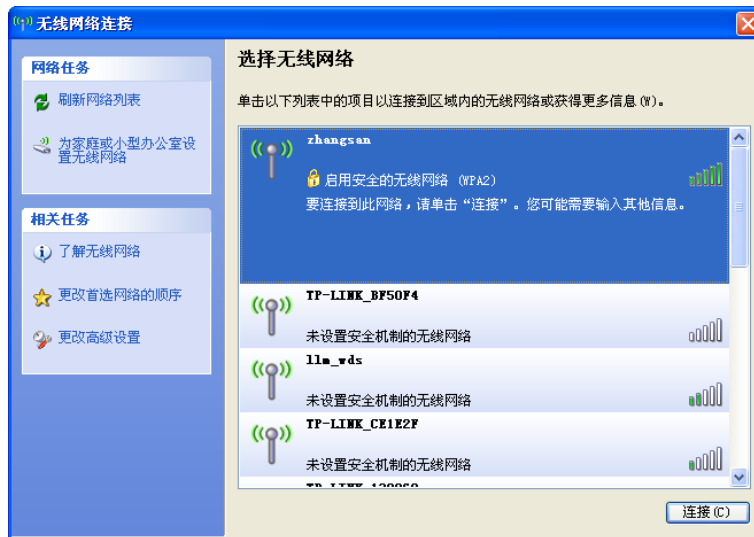 无线网络连接
网络任务
刷新网络列表
为家庭或小型办公室设
置无线网络
相关任务
了解无线网络
更改首选网络的顺序
更改高级设置
选择无线网络
单击以下列表中的项目以连接到区域内的无线网络或获得更多信息(W)。
zhangsan
启用安全的无线网络 (WPA2)
要连接到此网络，请单击“连接”。您可能需要输入其他信息。
TP-LINK_BF50F4
未设置安全机制的无线网络
llm_wds
未设置安全机制的无线网络
TP-LINK_CE1E2F
未设置安全机制的无线网络
连接(C)